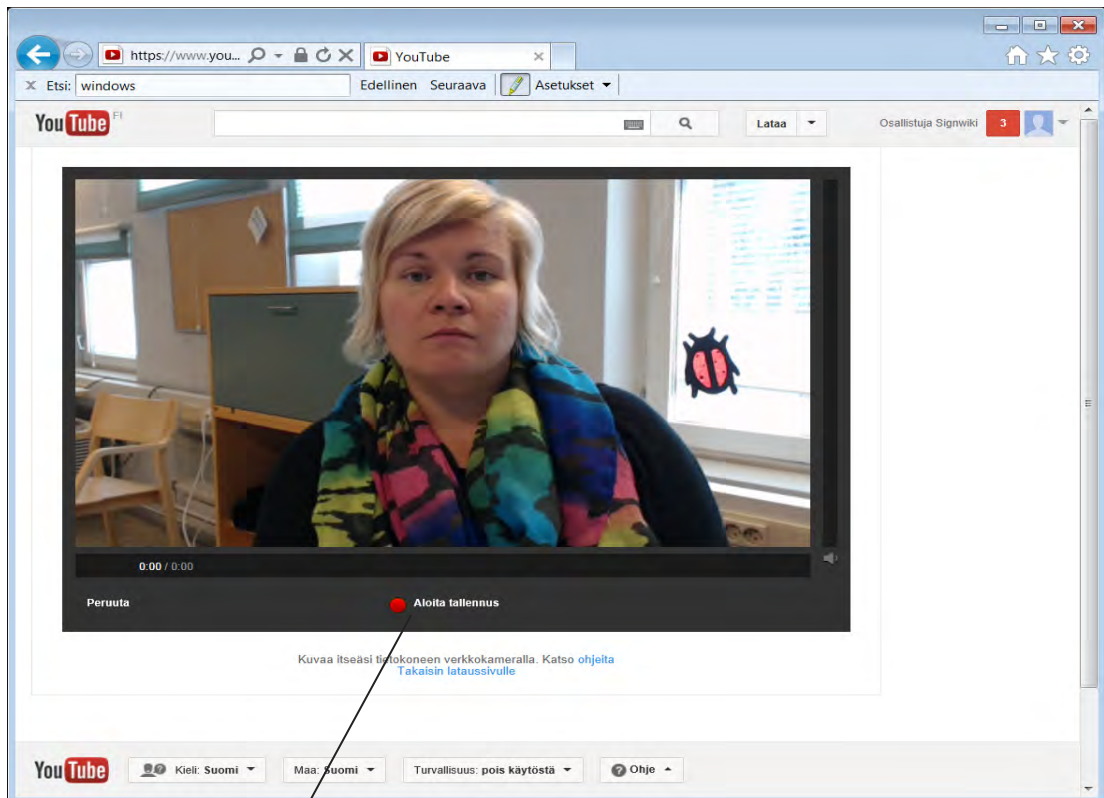 https://www.you...
YouTube
Etsi: windows
Edellinen Seuraava Asetukset
YouTube FI
Lataa
Osallistuja Signwiki
3
0:00 / 0:00
Peruuta
Aloita tallennus
Kuvaa itseäsi tietokoneen verkkokameralla. Katso ohjeita
Takaisin lataussivulle
YouTube
Kieli: Suomi
Maa: Suomi
Turvallisuus: pois käytöstä
Ohje